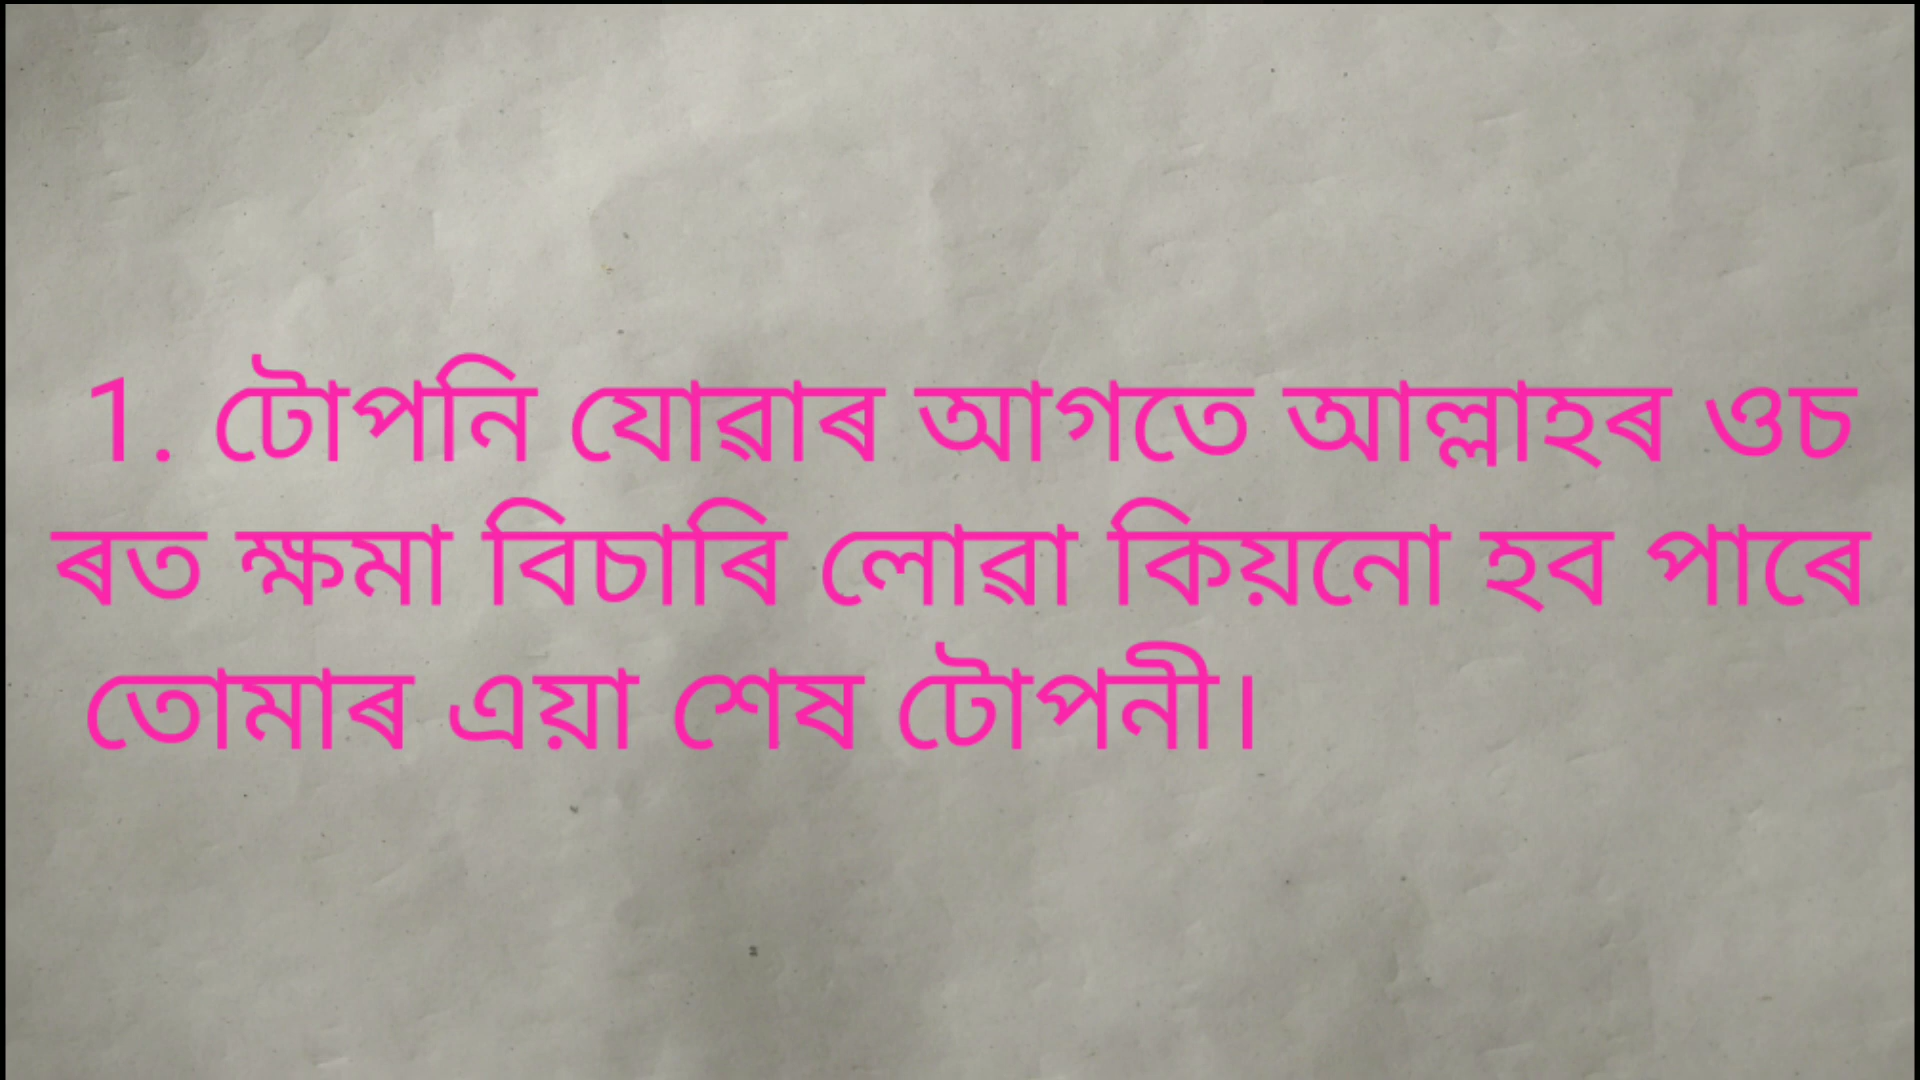 1. টোপনি যোৱাৰ আগতে আল্লাহৰ ওচ
ৰত ক্ষমা বিচাৰি লোৱা কিয়নো হব পাৰে
তোমাৰ এয়া শেষ টোপনী।